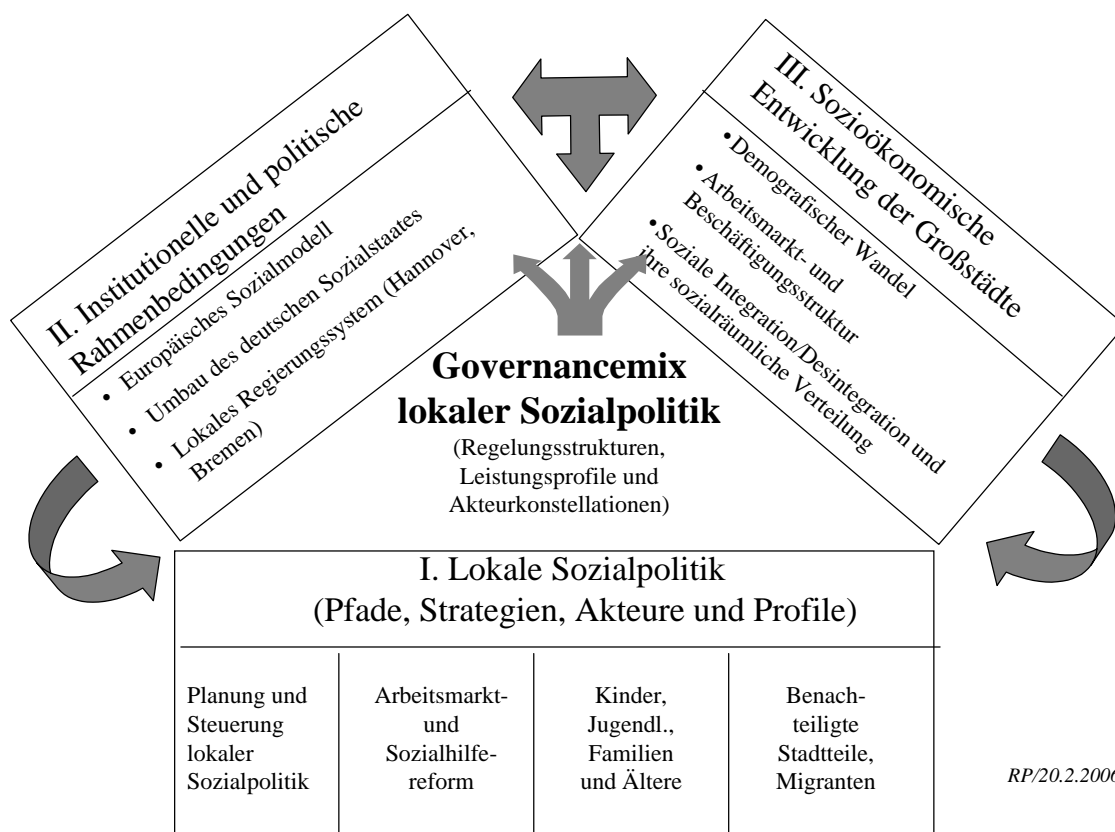 II. Institutionelle und politische
Rahmenbedingungen
• Europäisches Sozialmodell
• Umbau des deutschen Sozialstaates
• Lokales Regierungssystem (Hannover,
Bremen)
III. Sozioökonomische
Entwicklung der Großstädte
• Demografischer Wandel
• Arbeitsmarkt- und
Beschäftigungsstruktur
• Soziale Integration/Desintegration und
ihre sozialräumliche Verteilung
Governancemix
lokaler Sozialpolitik
(Regelungsstrukturen,
Leistungsprofile und
Akteurkonstellationen)
I. Lokale Sozialpolitik
(Pfade, Strategien, Akteure und Profile)
Planung und
Steuerung
lokaler
Sozialpolitik
Arbeitsmarkt-
und
Sozialhilfe-
reform
Kinder,
Jugendl.,
Familien
und Ältere
Benach-
teiligte
Stadtteile,
Migranten
RP/20.2.2006